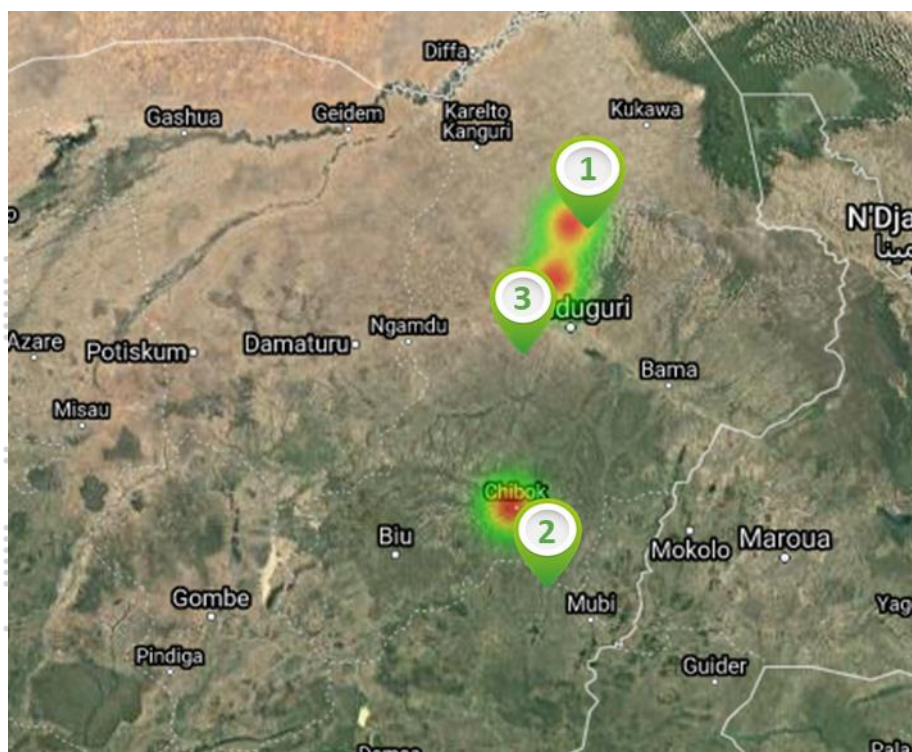 Diffa
Gashua
Geidem
Karelto
Kanguri
Kukawa
1
N'Dja
3
duguri
Azare
Potiskum
Damaturu
Ngamdu
Bama
Misau
Chibok
2
Biu
Mokolo
Maroua
Gombe
Mubi
Yag
Pindiga
Guider